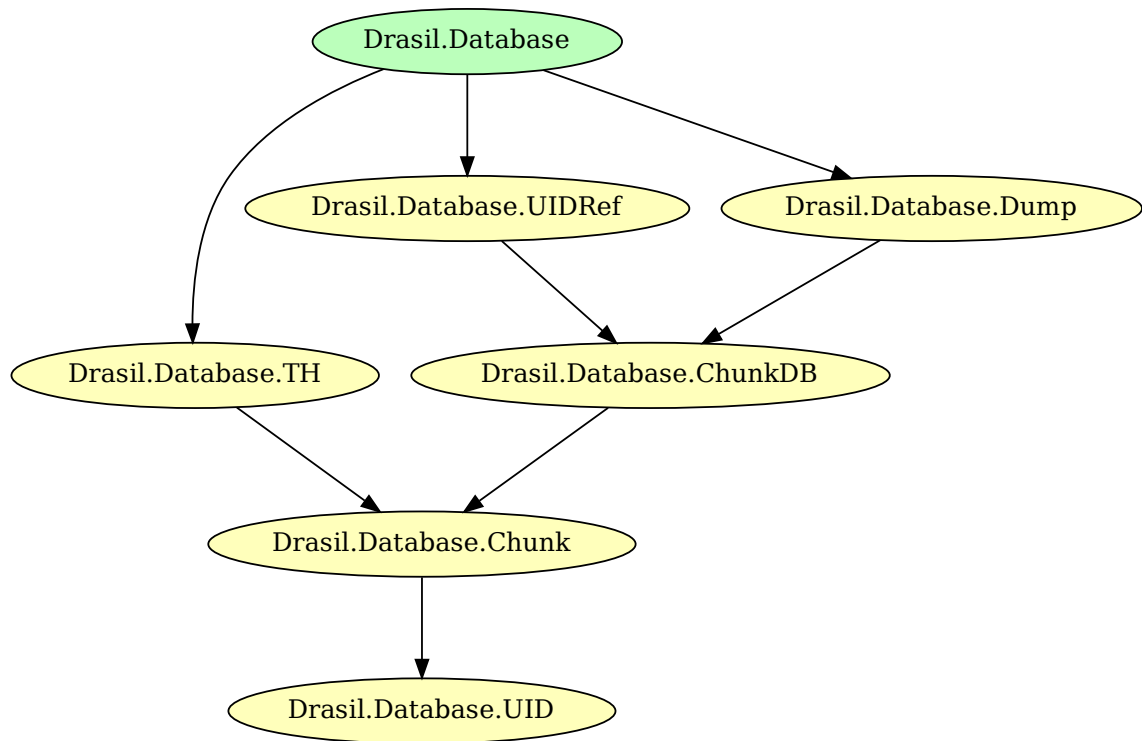 Drasil.Database
Drasil.Database.UIDRef
Drasil.Database.Dump
Drasil.Database.TH
Drasil.Database.ChunkDB
Drasil.Database.Chunk
Drasil.Database.UID